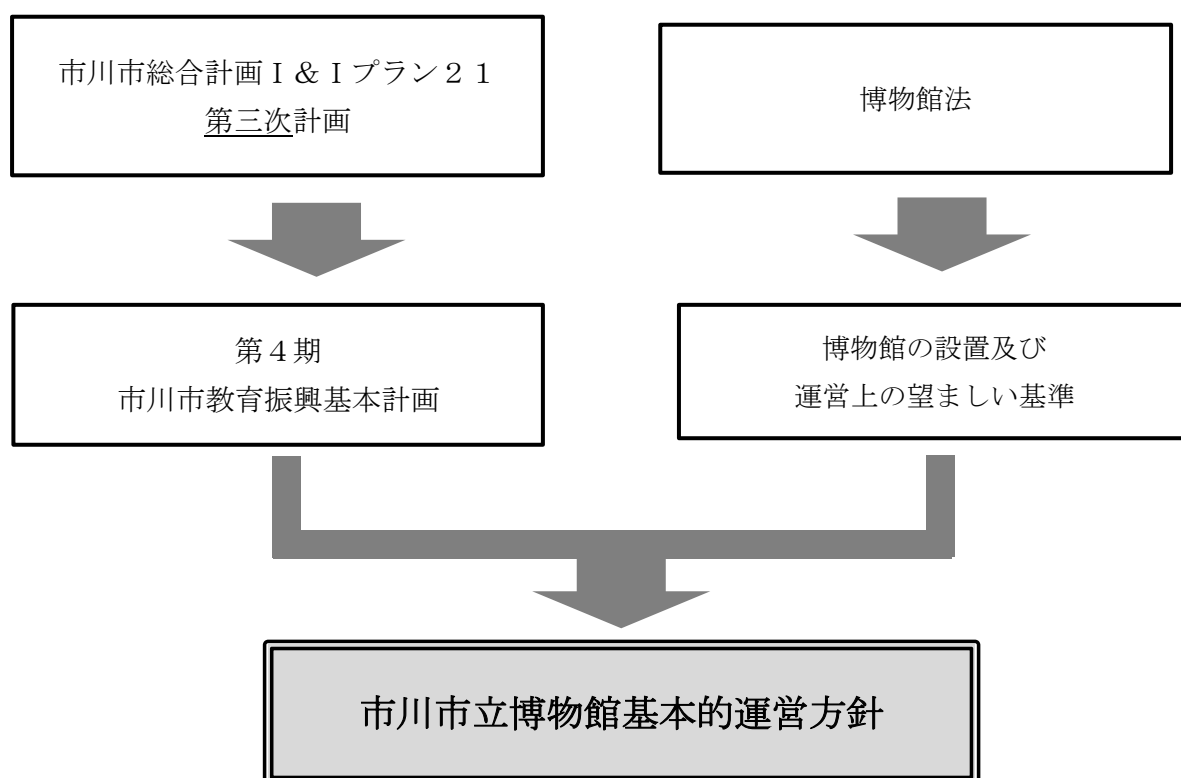 市川市総合計画Ｉ＆Ｉプラン２１
第三次計画
博物館法
第４期
市川市教育振興基本計画
博物館の設置及び
運営上の望ましい基準
市川市立博物館基本的運営方針